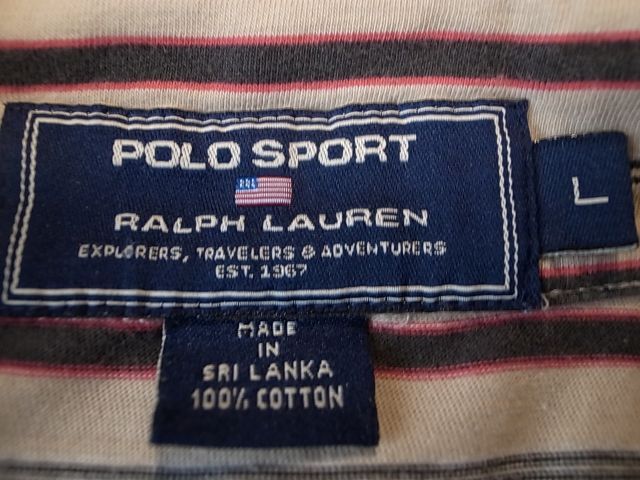 POLO SPORT
RALPH LAUREN
EXPLORERS, TRAVELERS & ADVENTURERS
EST. 1967
L
MADE
IN
SRI LANKA
100% COTTON